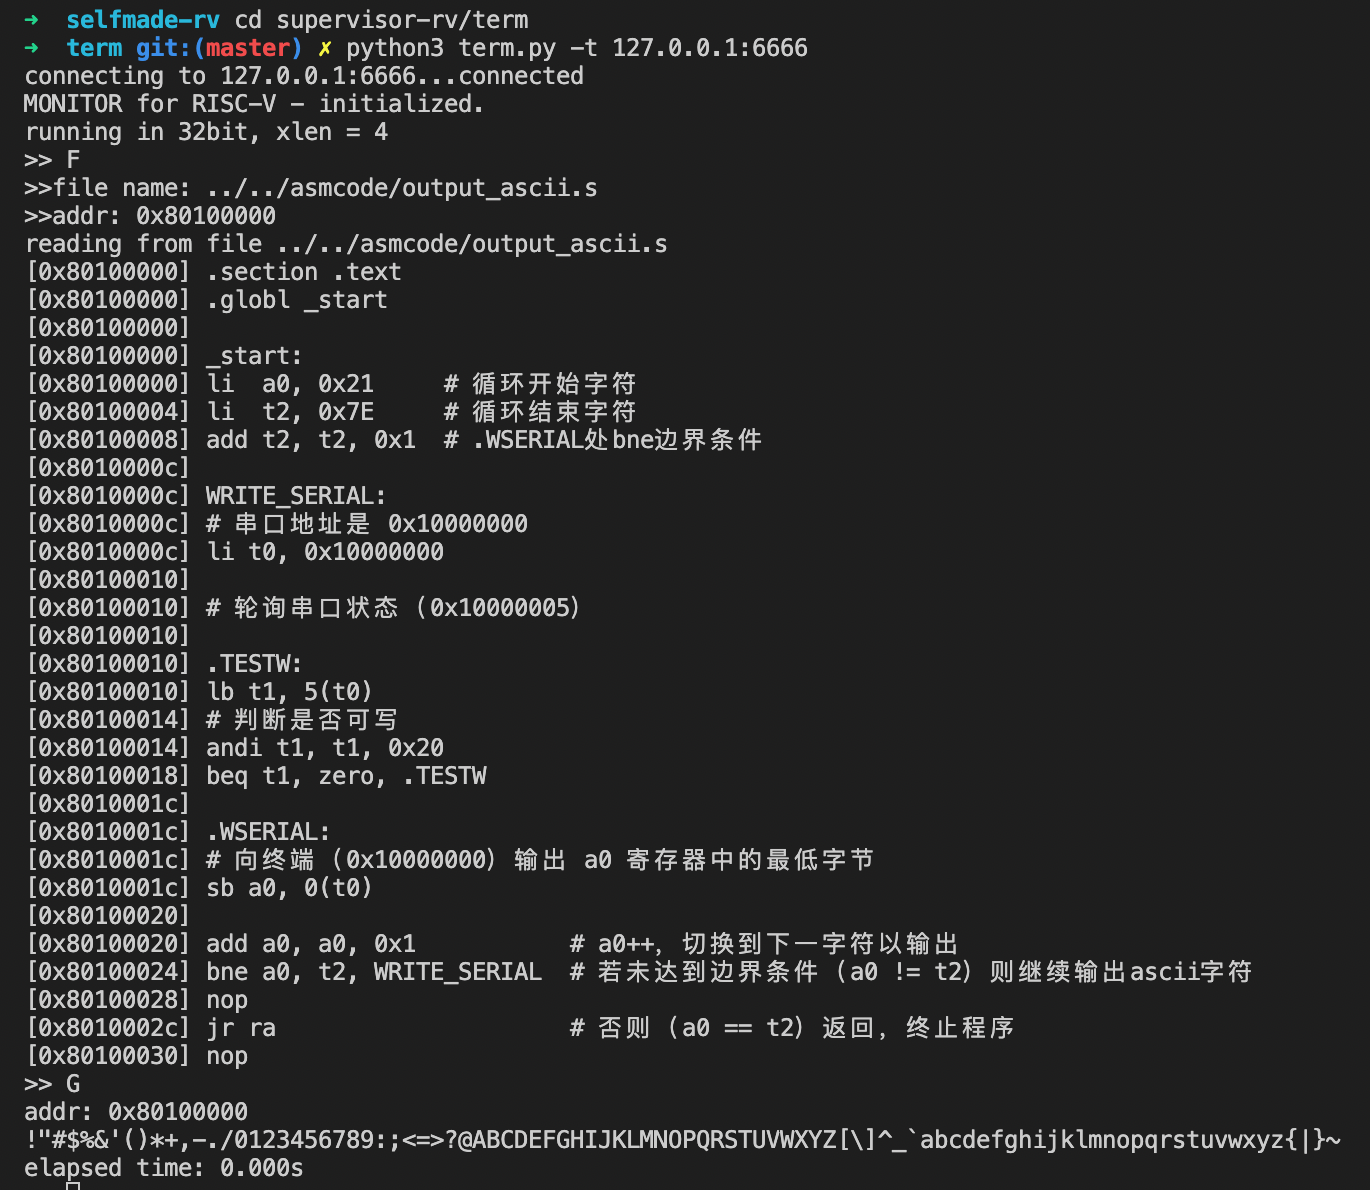 → selfmade-rv cd supervisor-rv/term
→ term git:(master) ✗ python3 term.py -t 127.0.0.1:6666
connecting to 127.0.0.1:6666...connected
MONITOR for RISC-V - initialized.
running in 32bit, xlen = 4
>> F
>>file name: ../../asmcode/output_ascii.s
>>addr: 0x80100000
reading from file ../../asmcode/output_ascii.s
[0x80100000] .section .text
[0x80100000] .globl _start
[0x80100000]
[0x80100000] _start:
[0x80100000] li  a0, 0x21     # 循环开始字符
[0x80100004] li  t2, 0x7E     # 循环结束字符
[0x80100008] add t2, t2, 0x1  # .WSERIAL处bne边界条件
[0x8010000c]
[0x8010000c] WRITE_SERIAL:
[0x8010000c] # 串口地址是 0x10000000
[0x8010000c] li t0, 0x10000000
[0x80100010]
[0x80100010] # 轮询串口状态（0x10000005）
[0x80100010]
[0x80100010] .TESTW:
[0x80100010] lb t1, 5(t0)
[0x80100014] # 判断是否可写
[0x80100014] andi t1, t1, 0x20
[0x80100018] beq t1, zero, .TESTW
[0x8010001c]
[0x8010001c] .WSERIAL:
[0x8010001c] # 向终端（0x10000000）输出 a0 寄存器中的最低字节
[0x8010001c] sb a0, 0(t0)
[0x80100020]
[0x80100020] add a0, a0, 0x1           # a0++，切换到下一字符以输出
[0x80100024] bne a0, t2, WRITE_SERIAL  # 若未达到边界条件（a0 != t2）则继续输出ascii字符
[0x80100028] nop
[0x8010002c] jr ra                     # 否则（a0 == t2）返回，终止程序
[0x80100030] nop
>> G
addr: 0x80100000
!"#$%&'()*+,-./0123456789:;<=>?@ABCDEFGHIJKLMNOPQRSTUVWXYZ[\]^_`abcdefghijklmnopqrstuvwxyz{|}~
elapsed time: 0.000s